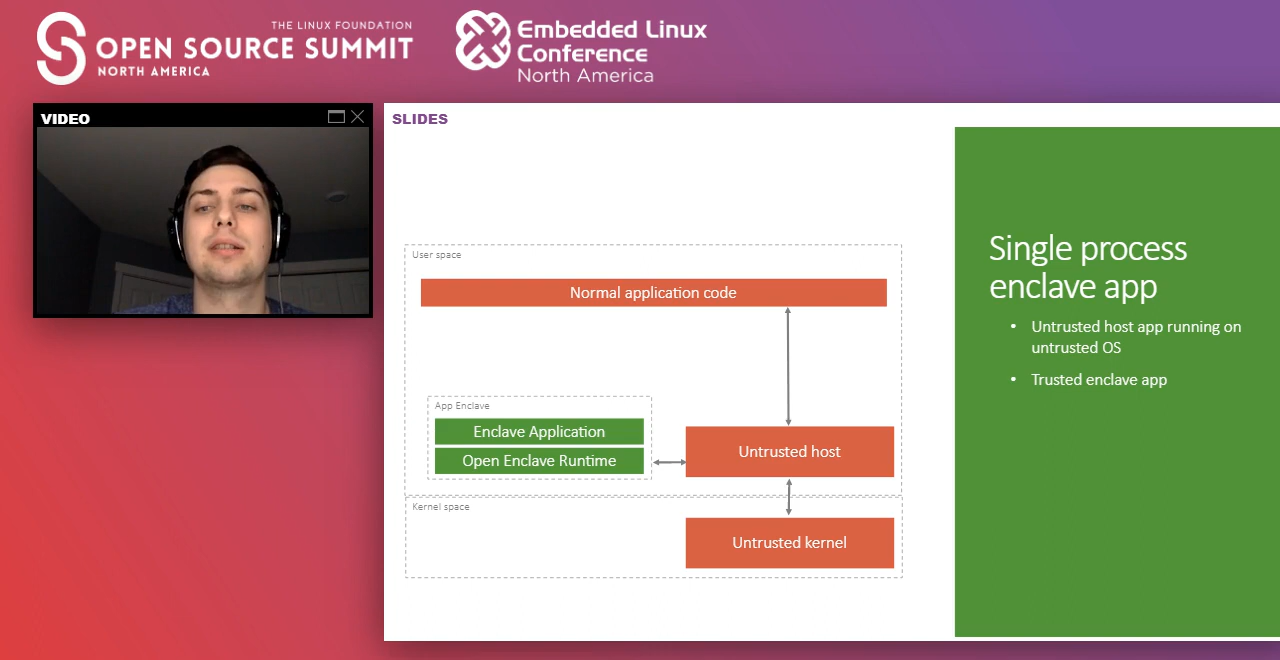 THE LINUX FOUNDATION
OPEN SOURCE SUMMIT
NORTH AMERICA
Embedded Linux
Conference
North America
VIDEO
SLIDES
User space
Normal application code
App Enclave
Enclave Application
Open Enclave Runtime
Untrusted host
Kernel space
Untrusted kernel
Single process
enclave app
• Untrusted host app running on
untrusted OS
• Trusted enclave app